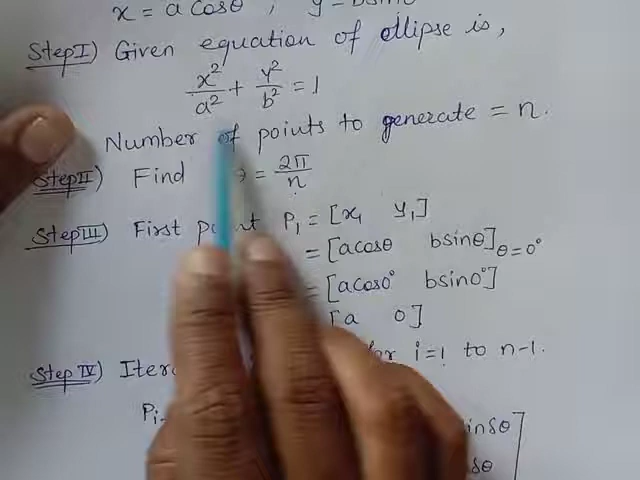 x = a cosθ ,
Step I) Given equation of ellipse is,
x²/a² + y²/b² = 1
Number of points to generate = n.
Step II) Find = 2π/n
Step III) First point P₁ = [x₁ y₁]
= [acosθ bsinθ]θ=0°
= [acos0° bsin0°]
[a 0]
Step IV) i=1 to n-1.